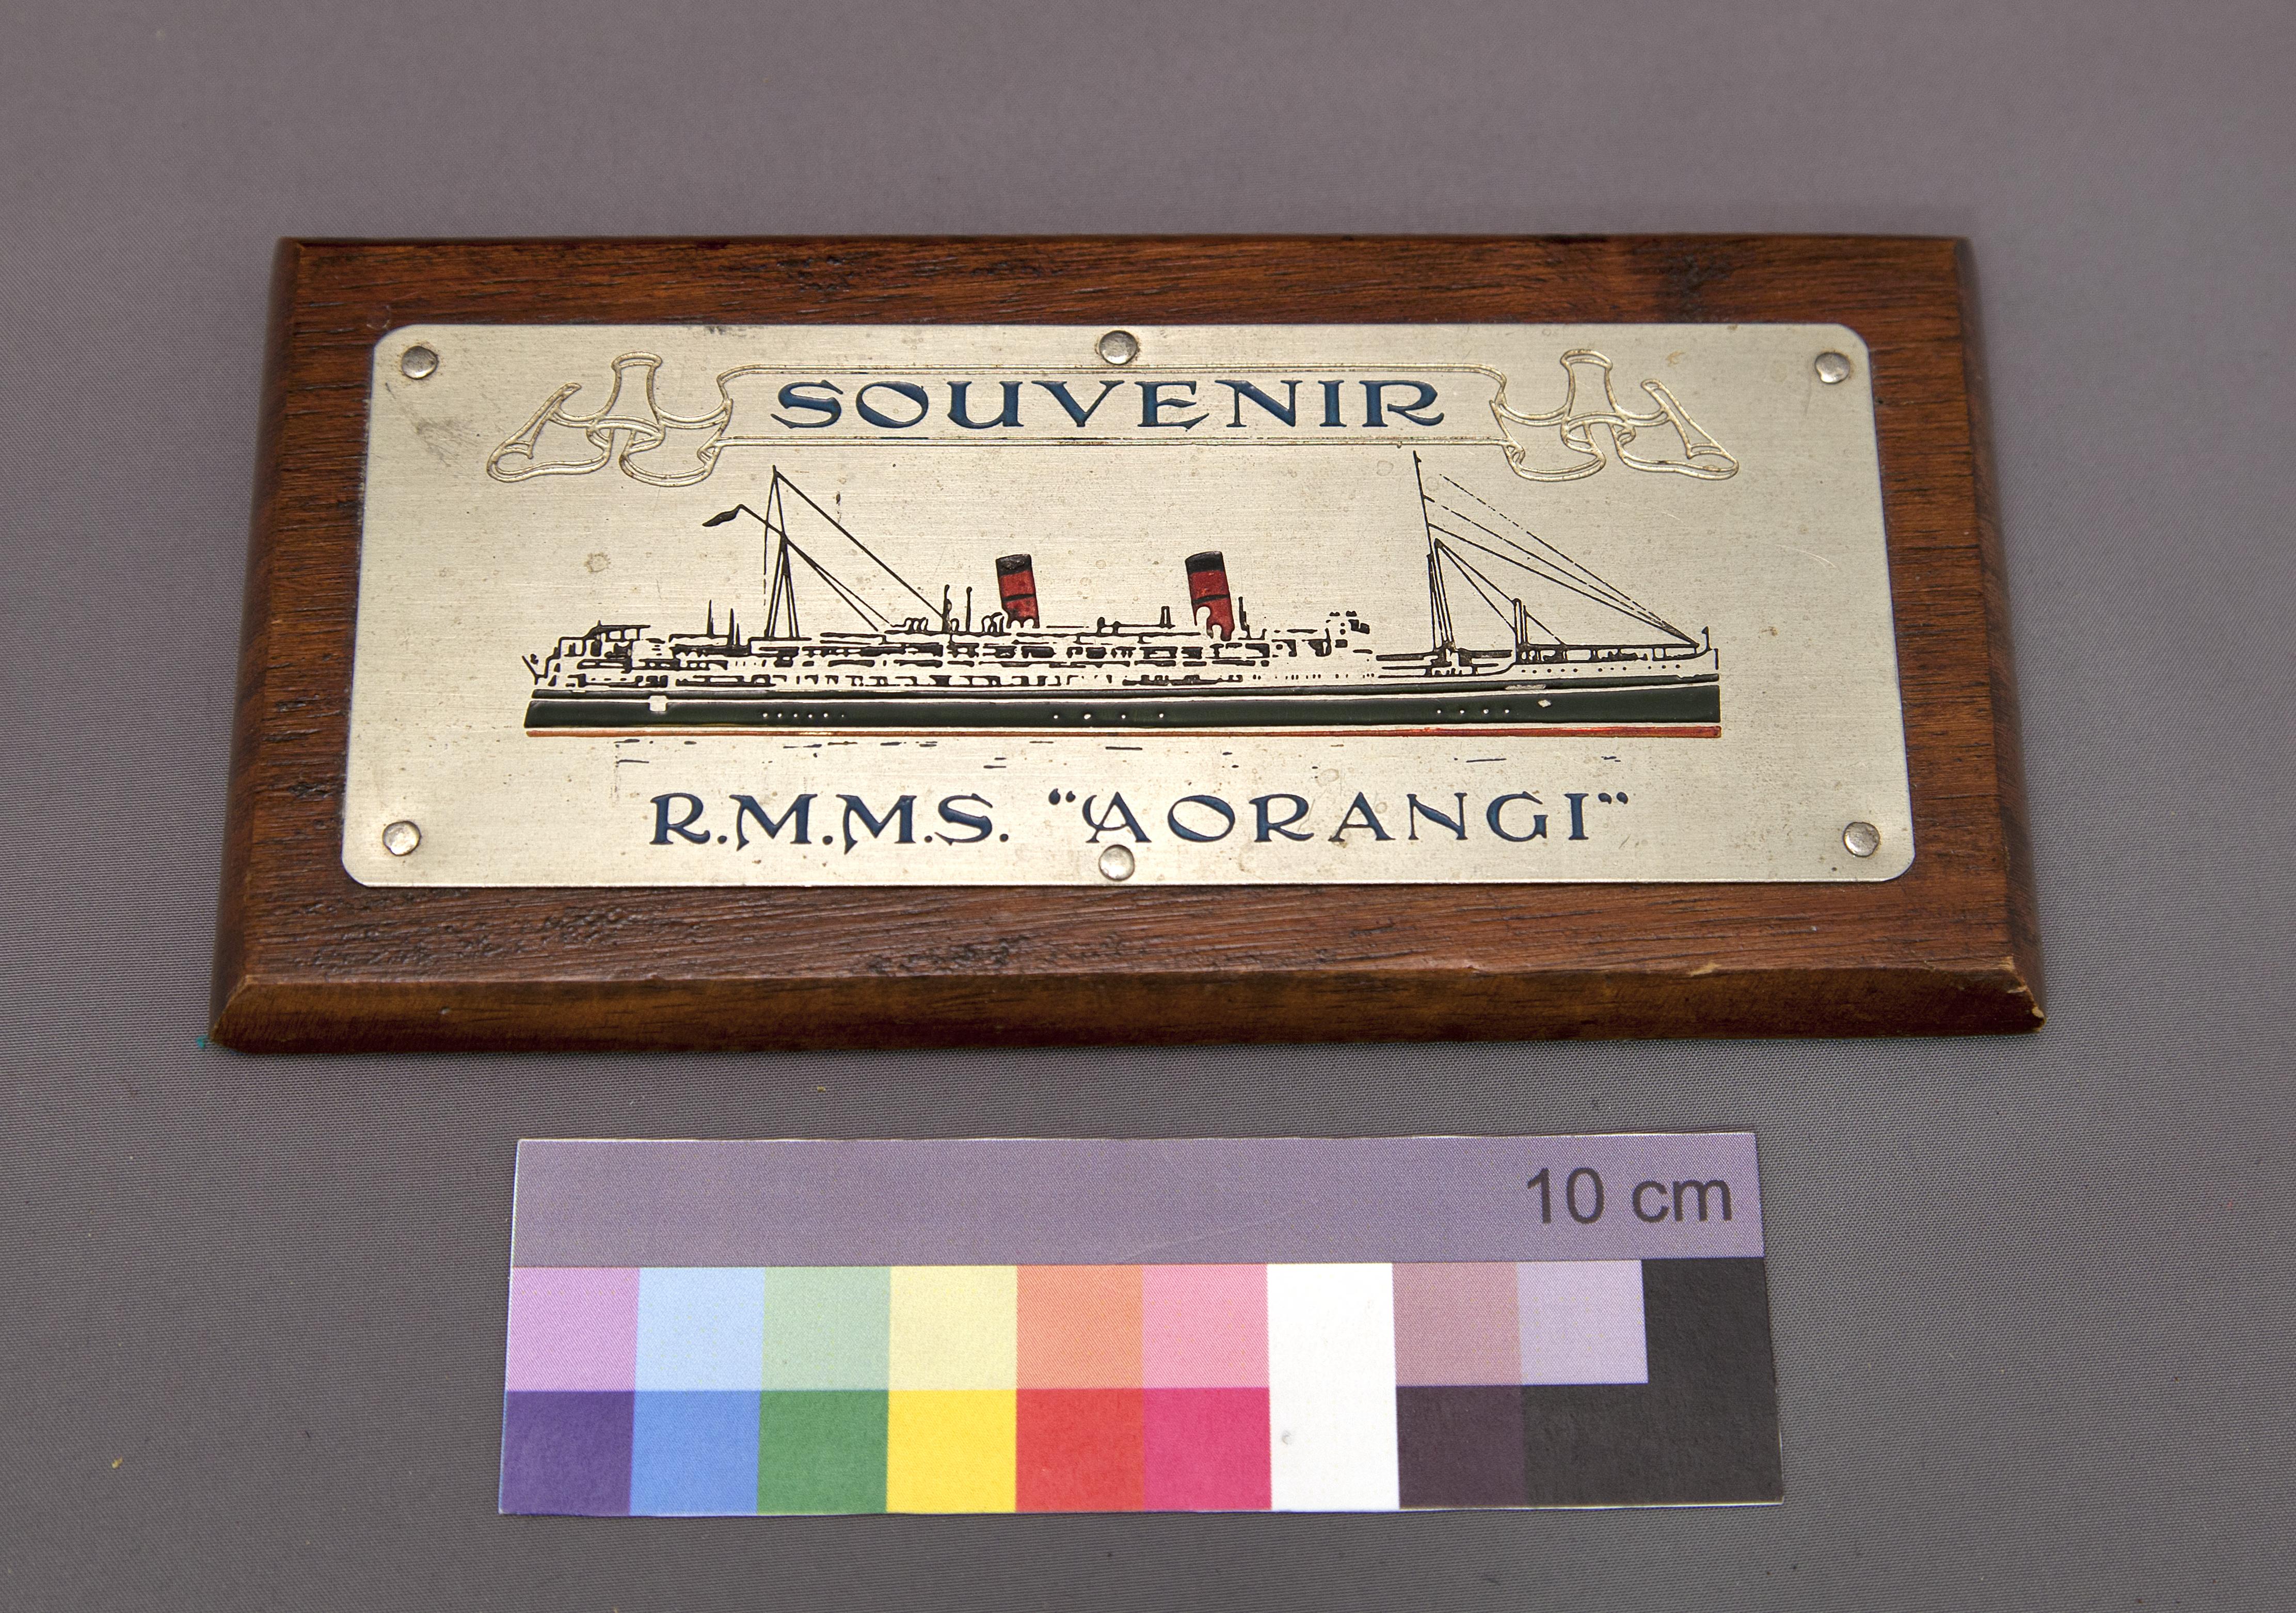 SOUVENIR
R.M.M.S. “AORANGI”
10 cm